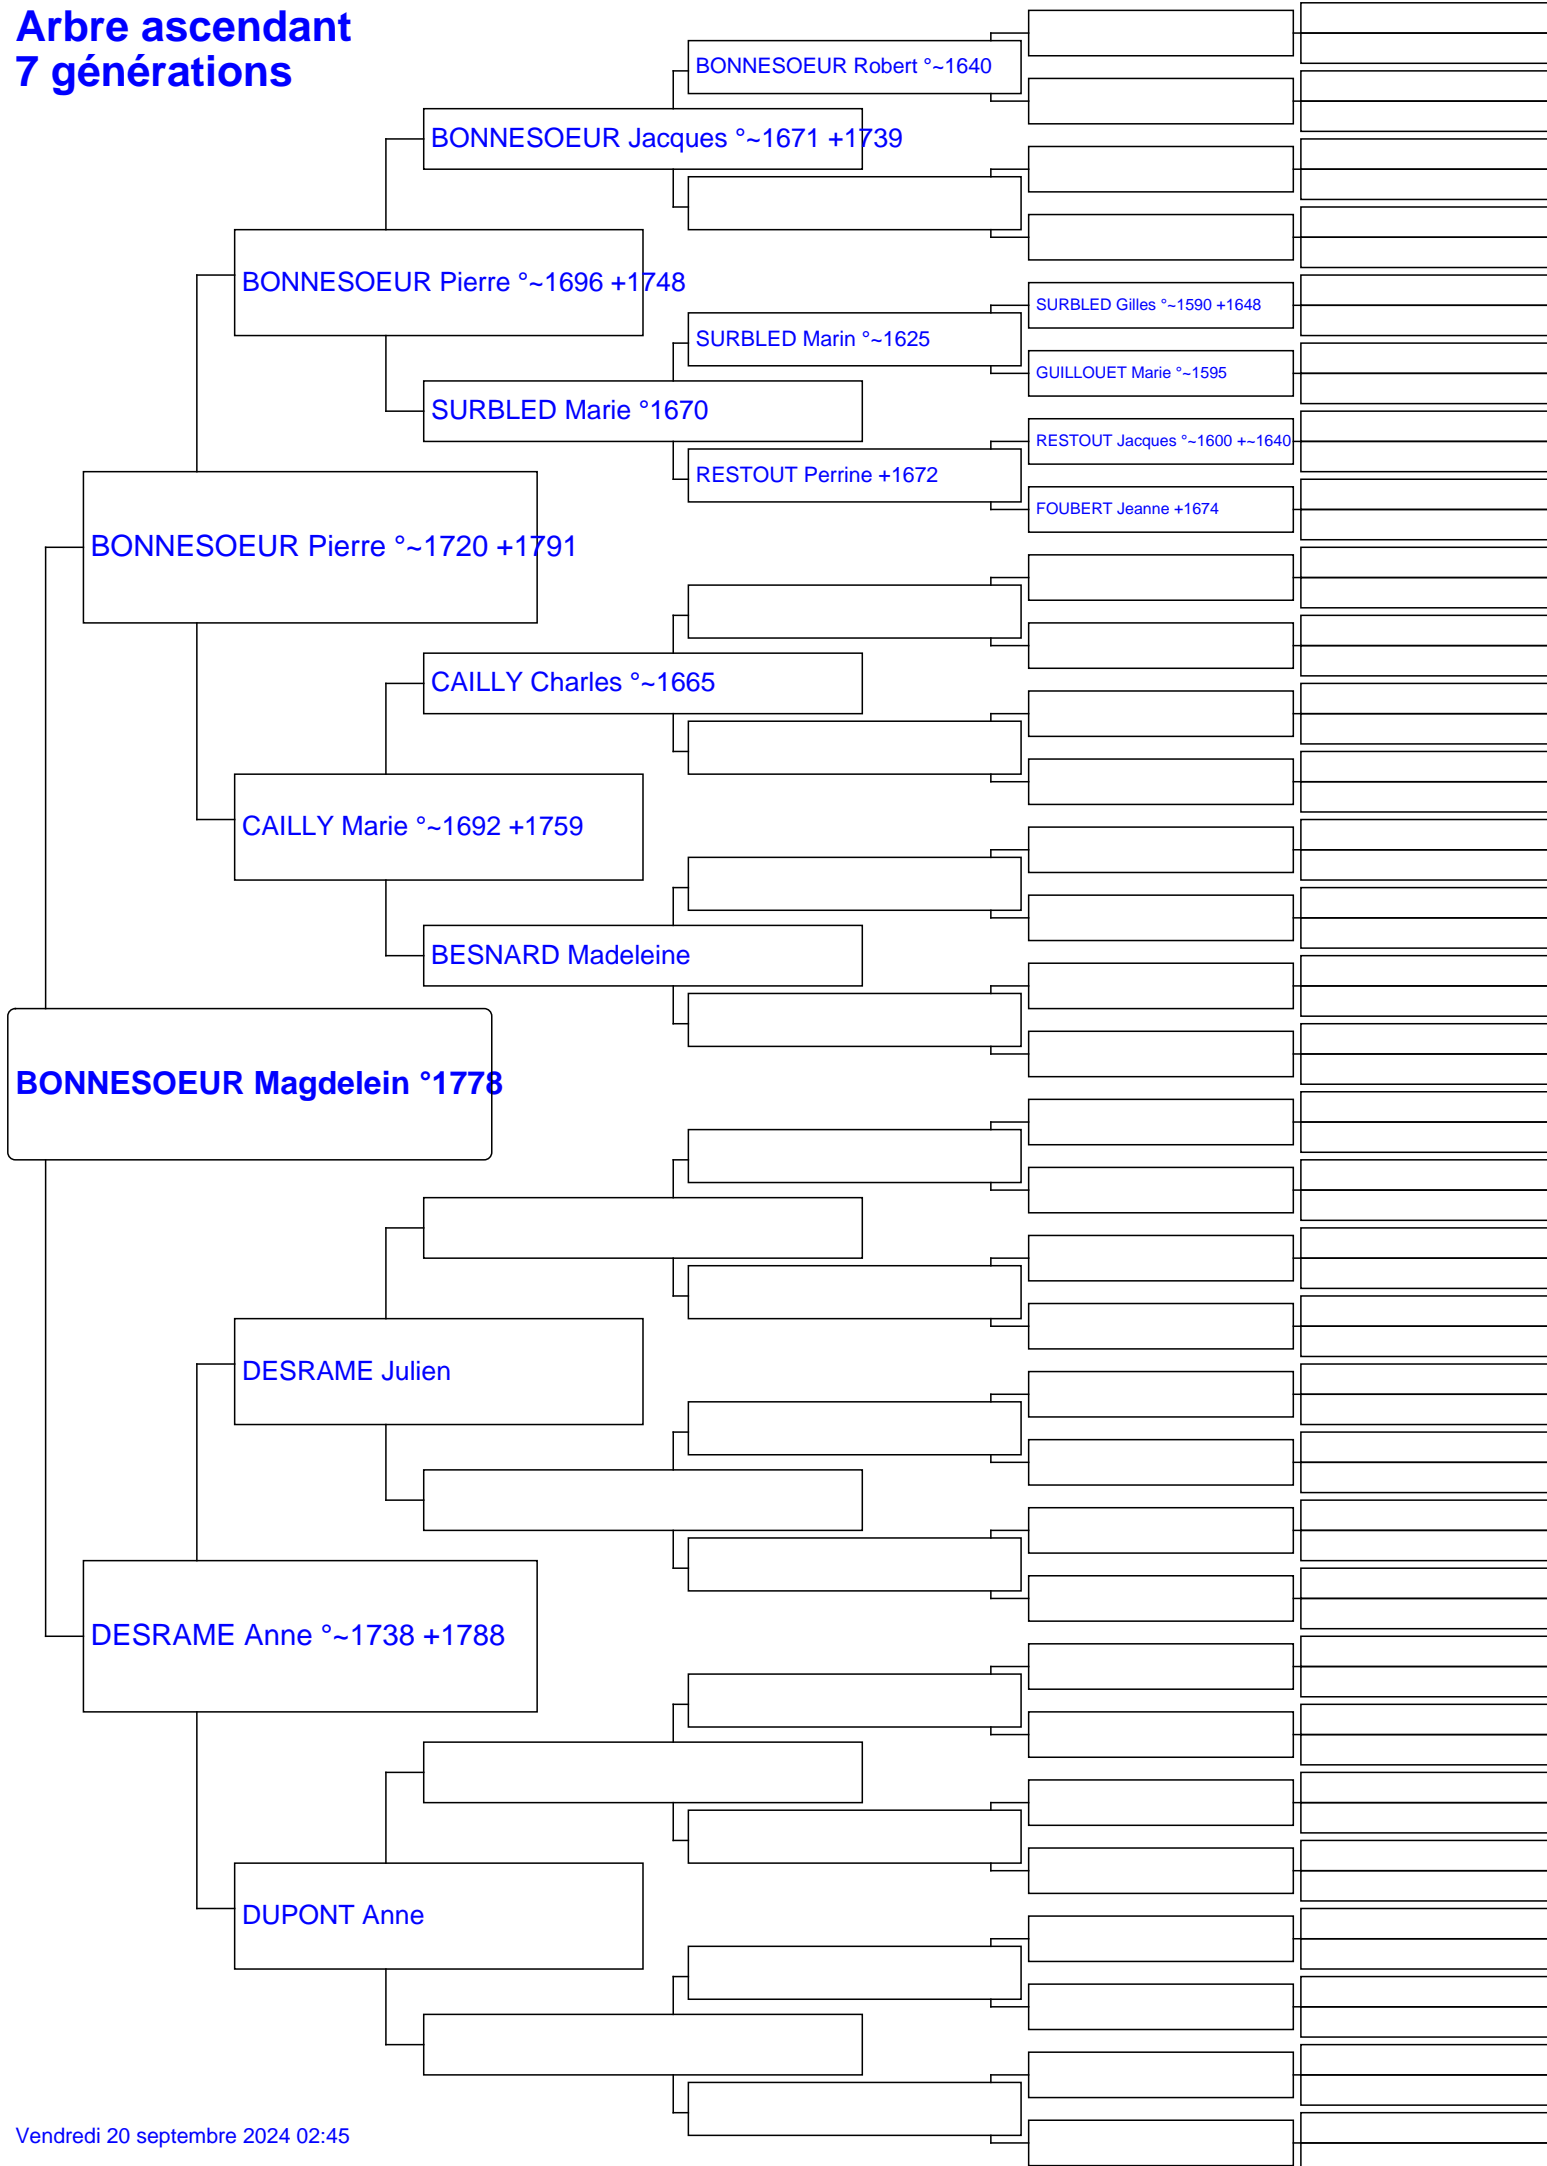 Arbre ascendant
7 générations
BONNESOEUR Robert °~1640
BONNESOEUR Jacques °~1671 +1739
BONNESOEUR Pierre °~1696 +1748
SURBLED Gilles °~1590 +1648
SURBLED Marin °~1625
GUILLOUET Marie °~1595
SURBLED Marie °1670
RESTOUT Jacques °~1600 +~1640
RESTOUT Perrine +1672
FOUBERT Jeanne +1674
BONNESOEUR Pierre °~1720 +1791
CAILLY Charles °~1665
CAILLY Marie °~1692 +1759
BESNARD Madeleine
BONNESOEUR Magdelein °1778
DESRAME Julien
DESRAME Anne °~1738 +1788
DUPONT Anne
Vendredi 20 septembre 2024 02:45